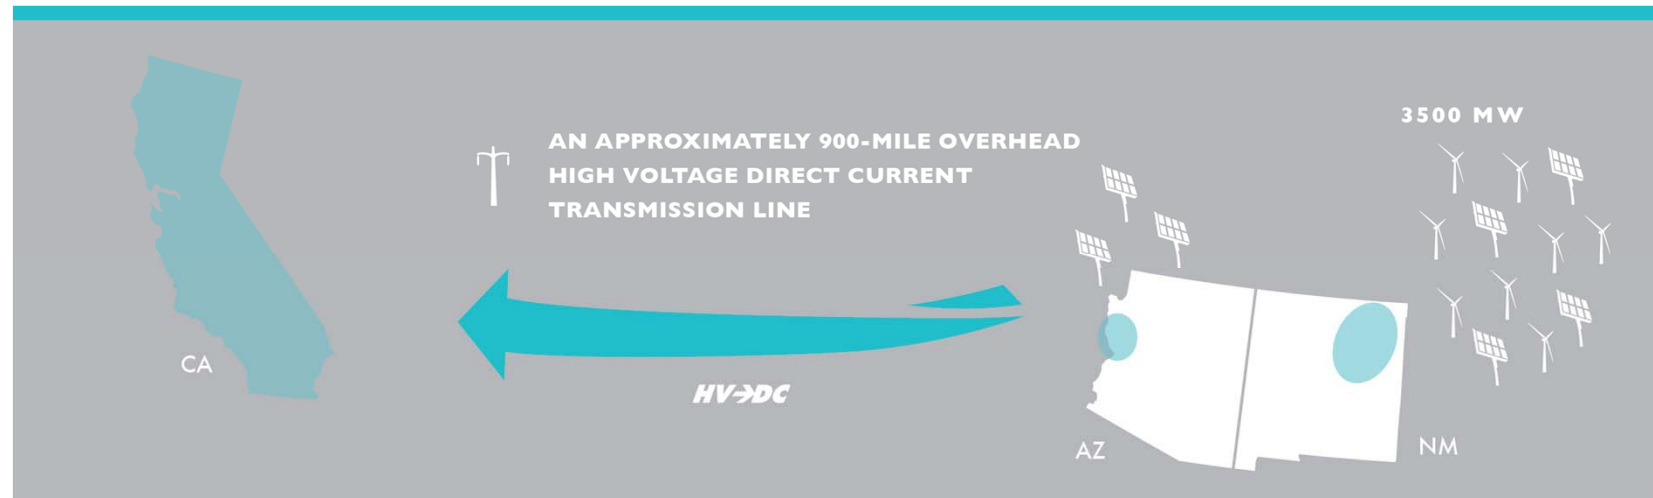 3500 MW
AN APPROXIMATELY 900-MILE OVERHEAD
HIGH VOLTAGE DIRECT CURRENT
TRANSMISSION LINE
CA
HV→DC
AZ
NM